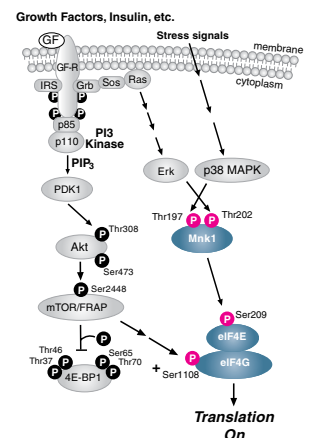 Growth Factors, Insulin, etc.
Stress signals
GF
membrane
GF-R
cytoplasm
IRS
Grb
Sos
Ras
P
P
P
P
p85
p110
PI3
Kinase
PIP3
Erk
p38 MAPK
PDK1
Thr197
Thr202
P
P
Mnk1
Thr308
P
Akt
P
Ser473
P
Ser2448
mTOR/FRAP
Ser209
P
eIF4E
P
Thr46
Ser65
Thr37
Thr70
P
P
P
P
4E-BP1
P
eIF4G
+
Ser1108
Translation
On